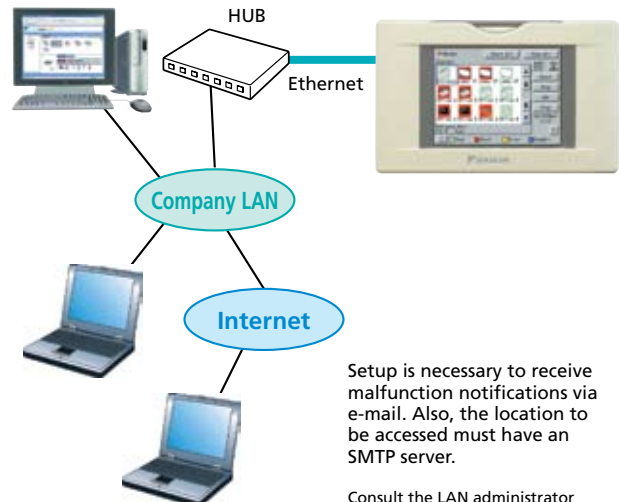 HUB
Ethernet
DAIKIN
Company LAN
Internet
Setup is necessary to receive
malfunction notifications via
e-mail. Also, the location to
be accessed must have an
SMTP server.
Consult the LAN administrator